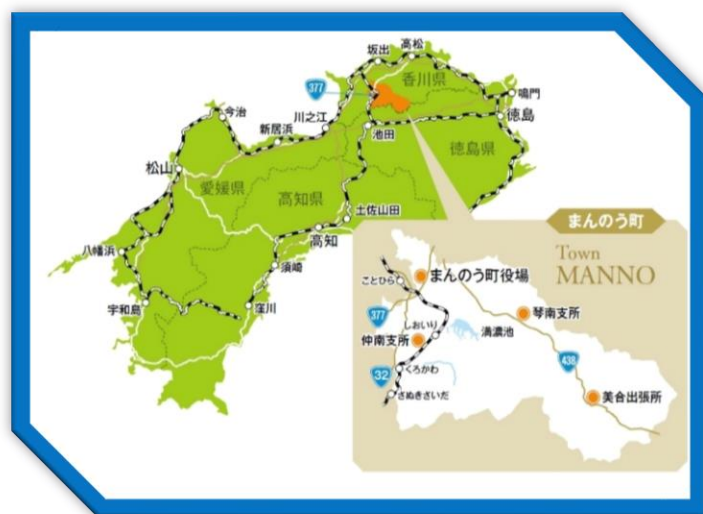 坂出
高松
377
香川県
鳴門
今治
川之江
徳島
新居浜
池田
松山
徳島県
愛媛県
高知県
土佐山田
高知
八幡浜
須崎
宇和島
窪川
まんのう町
Town
MANNO
ことひら
まんのう町役場
377
琴南支所
しおいり
満濃池
仲南支所
438
32
くろかわ
美合出張所
さぬきさいだ